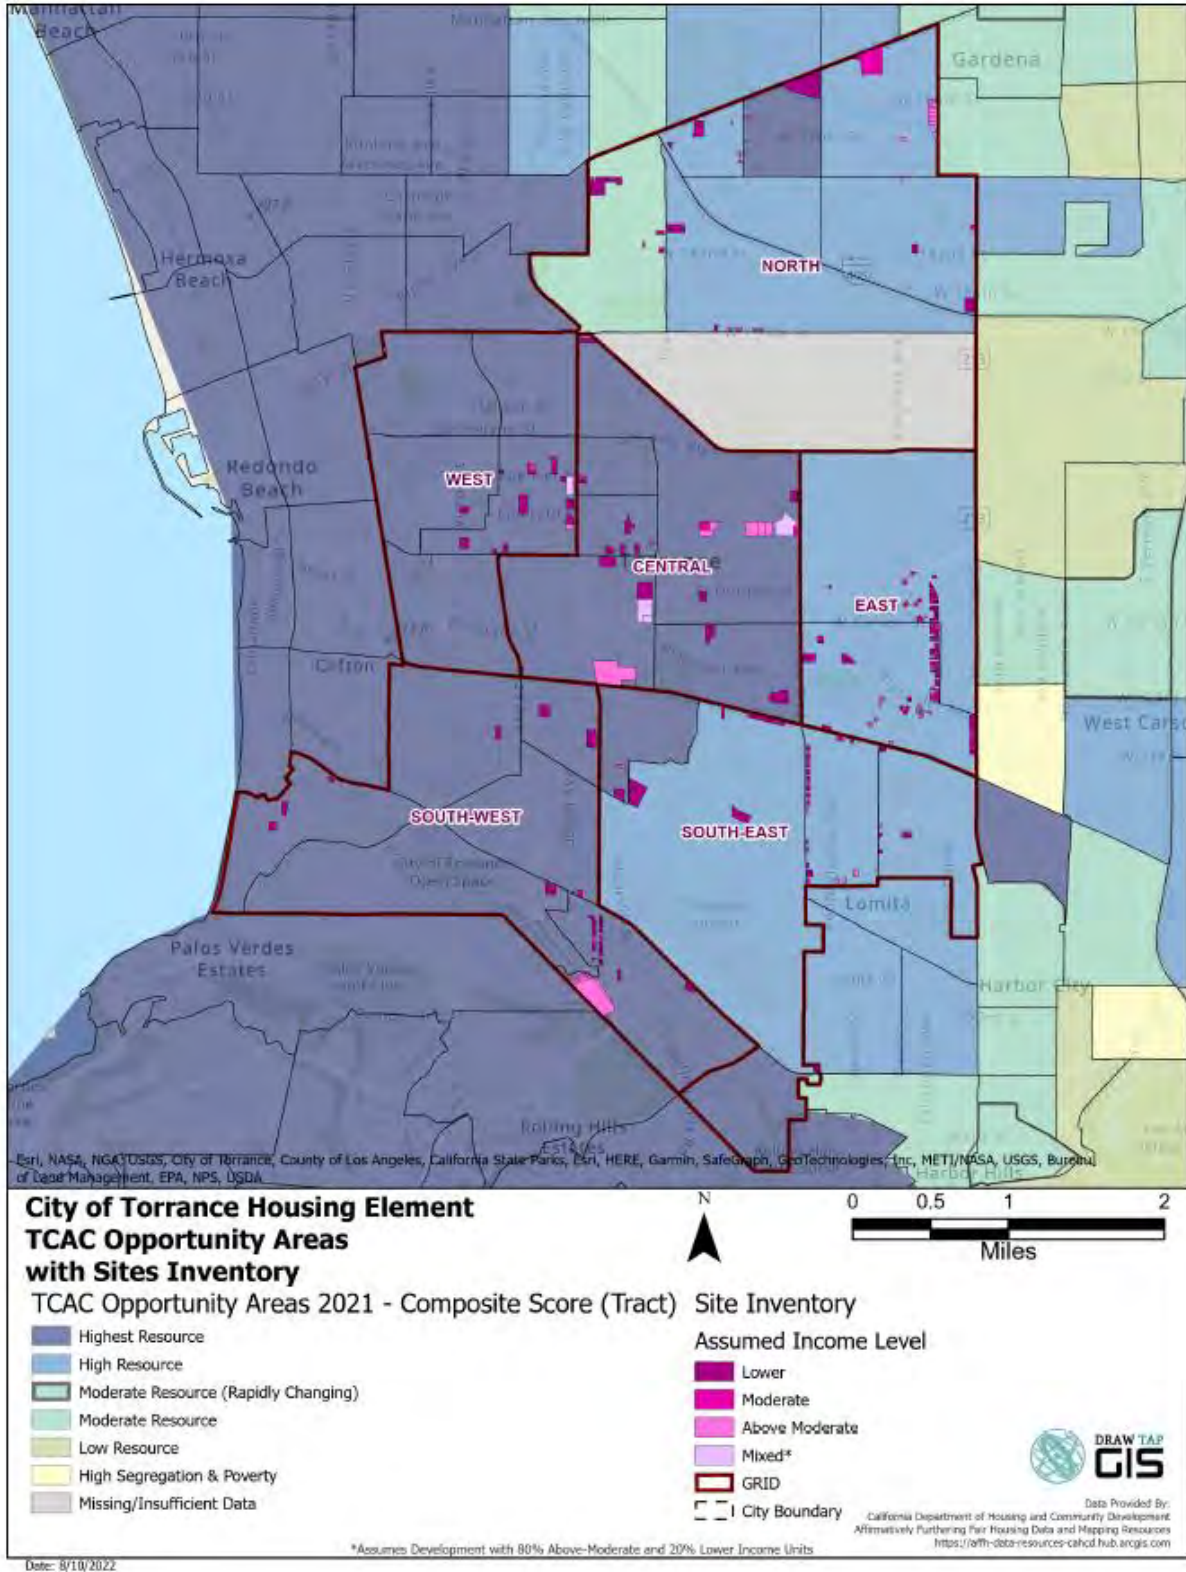 Manhattan
Beach
Gardena
Hermosa
Beach
NORTH
Redondo
Beach
WEST
CENTRAL
EAST
Clifton
West Cars
SOUTH-WEST
SOUTH-EAST
Lomita
Palos Verdes
Estates
Harbor City
Rolling Hills
Estates
Harbor Hills
Esri, NASA, NGA, USGS, City of Torrance, County of Los Angeles, California State Parks, Esri, HERE, Garmin, SafeGraph, GeoTechnologies, Inc, METI/NASA, USGS, Bureau
of Land Management, EPA, NPS, USDA
City of Torrance Housing Element
TCAC Opportunity Areas
with Sites Inventory
N
0 0.5 1 2
Miles
TCAC Opportunity Areas 2021 - Composite Score (Tract)
Highest Resource
High Resource
Moderate Resource (Rapidly Changing)
Moderate Resource
Low Resource
High Segregation & Poverty
Missing/Insufficient Data
Site Inventory
Assumed Income Level
Lower
Moderate
Above Moderate
Mixed*
GRID
City Boundary
DRAW TAP
GIS
Data Provided By:
California Department of Housing and Community Development
Affirmatively Furthering Fair Housing Data and Mapping Resources
https://affh-data-resources-cahcd.hub.arcgis.com
*Assumes Development with 80% Above-Moderate and 20% Lower Income Units
Date: 8/10/2022